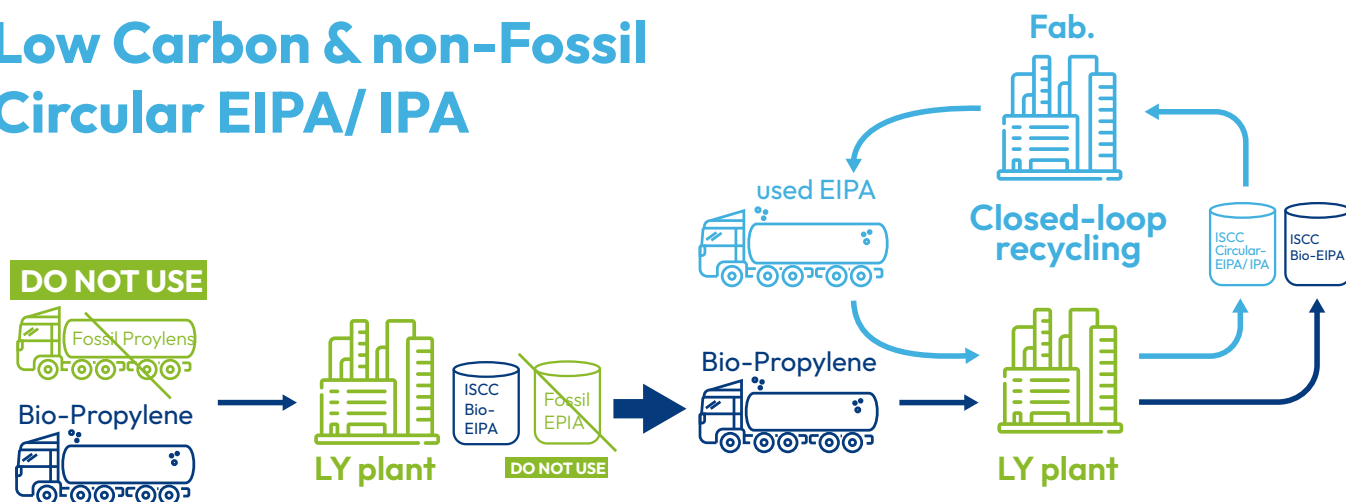 Low Carbon & non-Fossil
Circular EIPA/ IPA
DO NOT USE
Fossil Proylens
Bio-Propylene
LY plant
ISCC
Bio-
EIPA
Fossil
EPIA
DO NOT USE
Fab.
used EIPA
Closed-loop
recycling
ISCC
Circular-
EIPA/ IPA
ISCC
Bio-EIPA
Bio-Propylene
LY plant